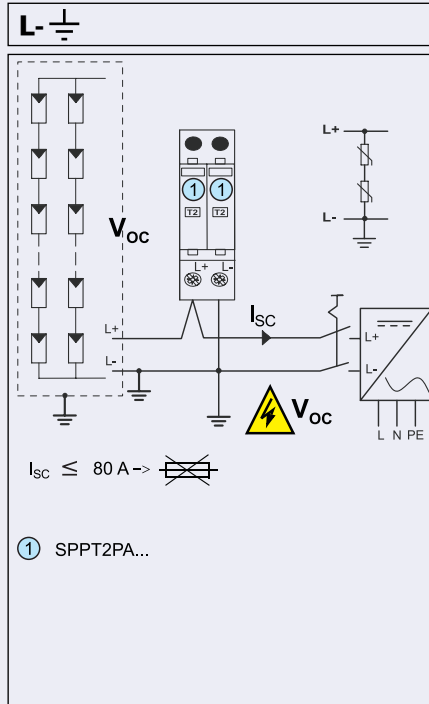 L-
L+
1 1
T2 T2
L-
VOC
L+ L-
L+
ISC
L+
L-
L-
VOC
L N PE
ISC ≤ 80 A ->
1 SPPT2PA...